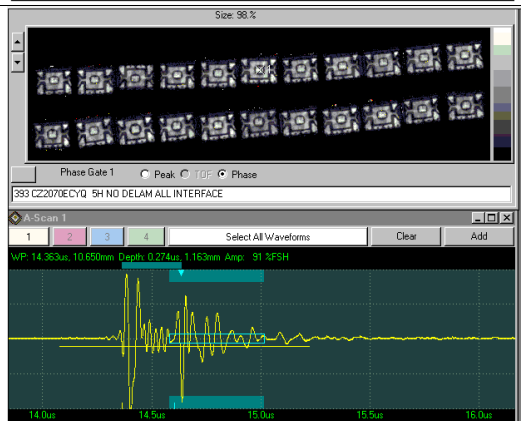 Size: 98.%
Phase Gate 1 Peak TOF Phase
393 CZ2070ECYQ 5H NO DELAM ALL INTERFACE
A-Scan 1
1 2 3 4 Select All Waveforms Clear Add
WP: 14.363us, 10.650mm Depth: 0.274us, 1.163mm Amp: 91 %FSH
14.0us 14.5us 15.0us 15.5us 16.0us